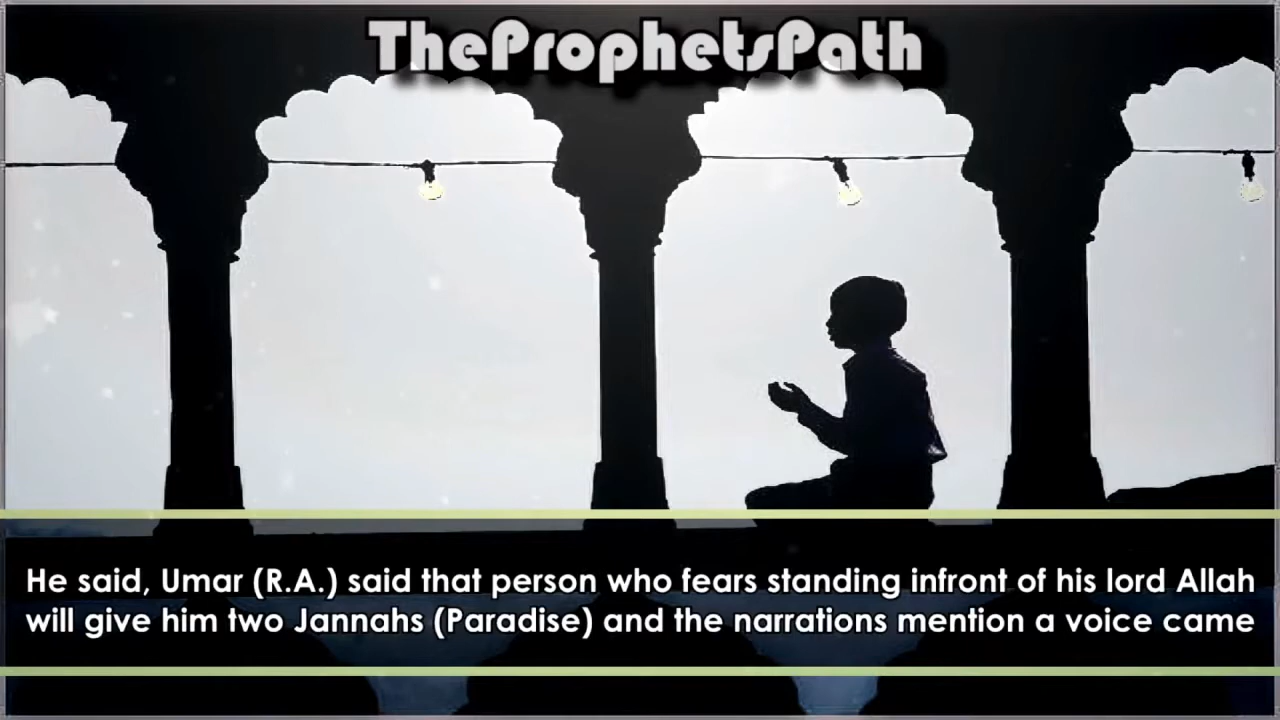 TheProphetsPath
He said, Umar (R.A.) said that person who fears standing infront of his lord Allah
will give him two Jannahs (Paradise) and the narrations mention a voice came